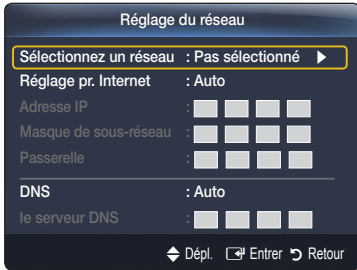 Réglage du réseau
Sélectionnez un réseau : Pas sélectionné
Réglage pr. Internet : Auto
Adresse IP :
Masque de sous-réseau :
Passerelle :
DNS : Auto
le serveur DNS :
Dépl. Entrer Retour